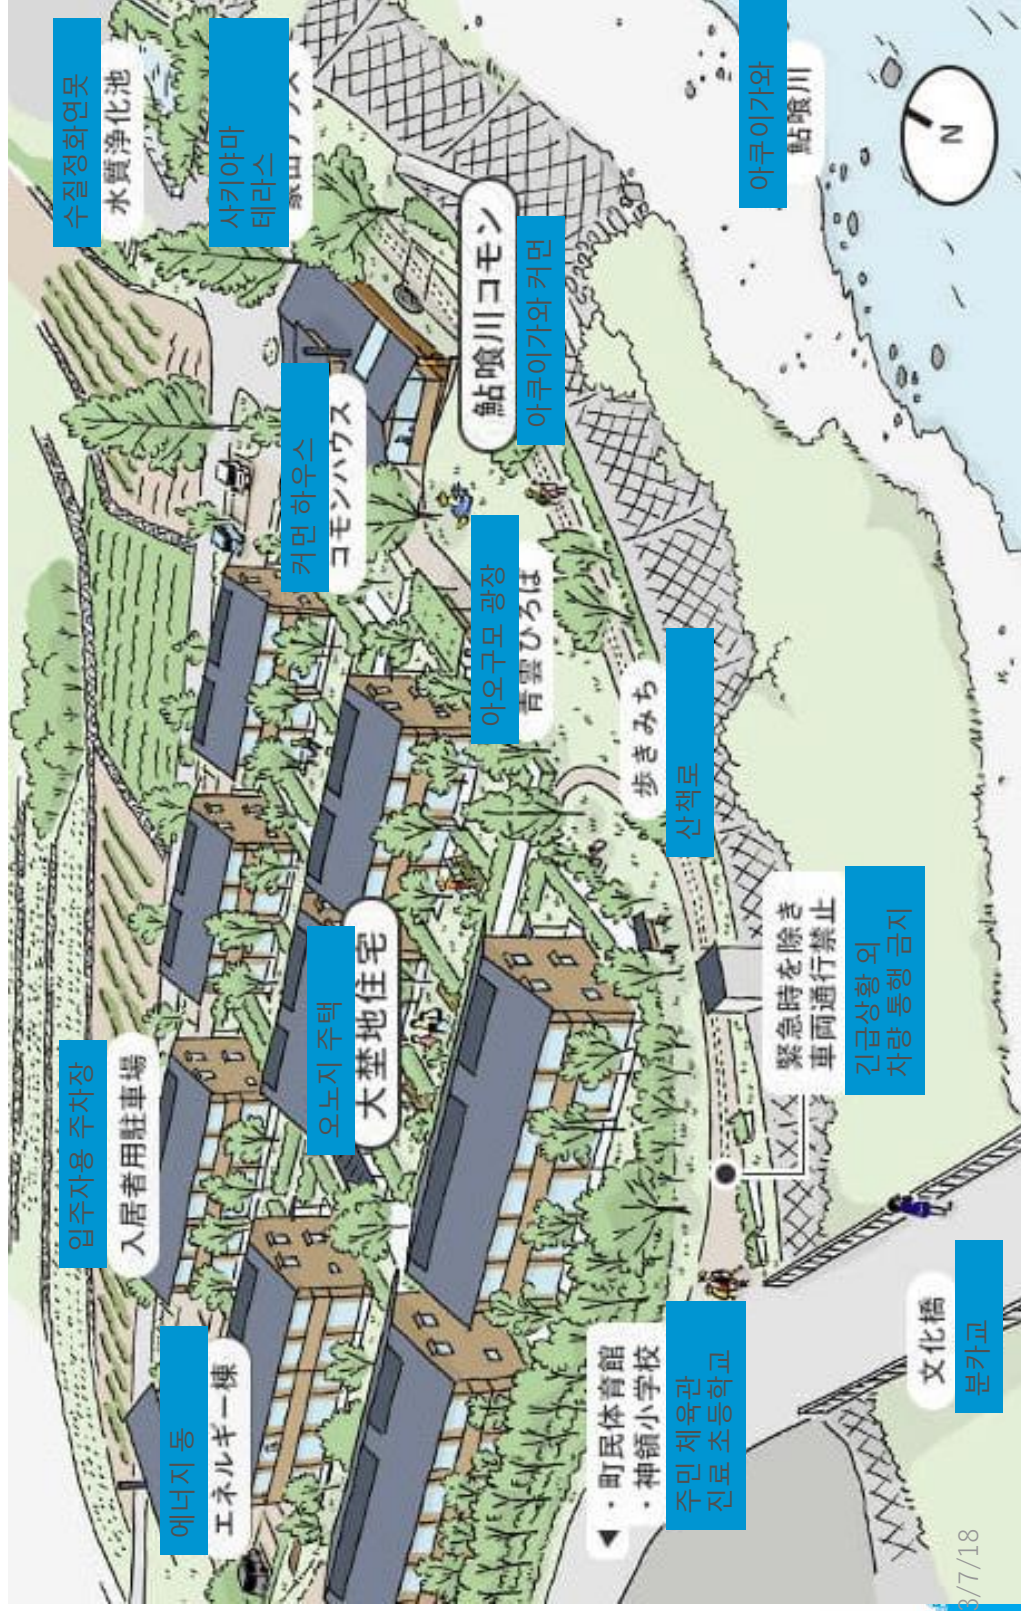 수질정화연못
水質浄化池
사키야마
테라스
아쿠이가와
鮎喰川
N
커먼 하우스
コモンハウス
鮎喰川コモン
아쿠이가와 커먼
아오구모 광장
青雲ひろば
歩きみち
산책로
입주자용 주차장
入居者用駐車場
오노지 주택
大埜地住宅
緊急時を除き
車両通行禁止
긴급상황 외
차량 통행 금지
에너지 동
エネルギー棟
◀ ・町民体育館
・神領小学校
주민 체육관
진료 초등학교
文化橋
분카교
8/7/18